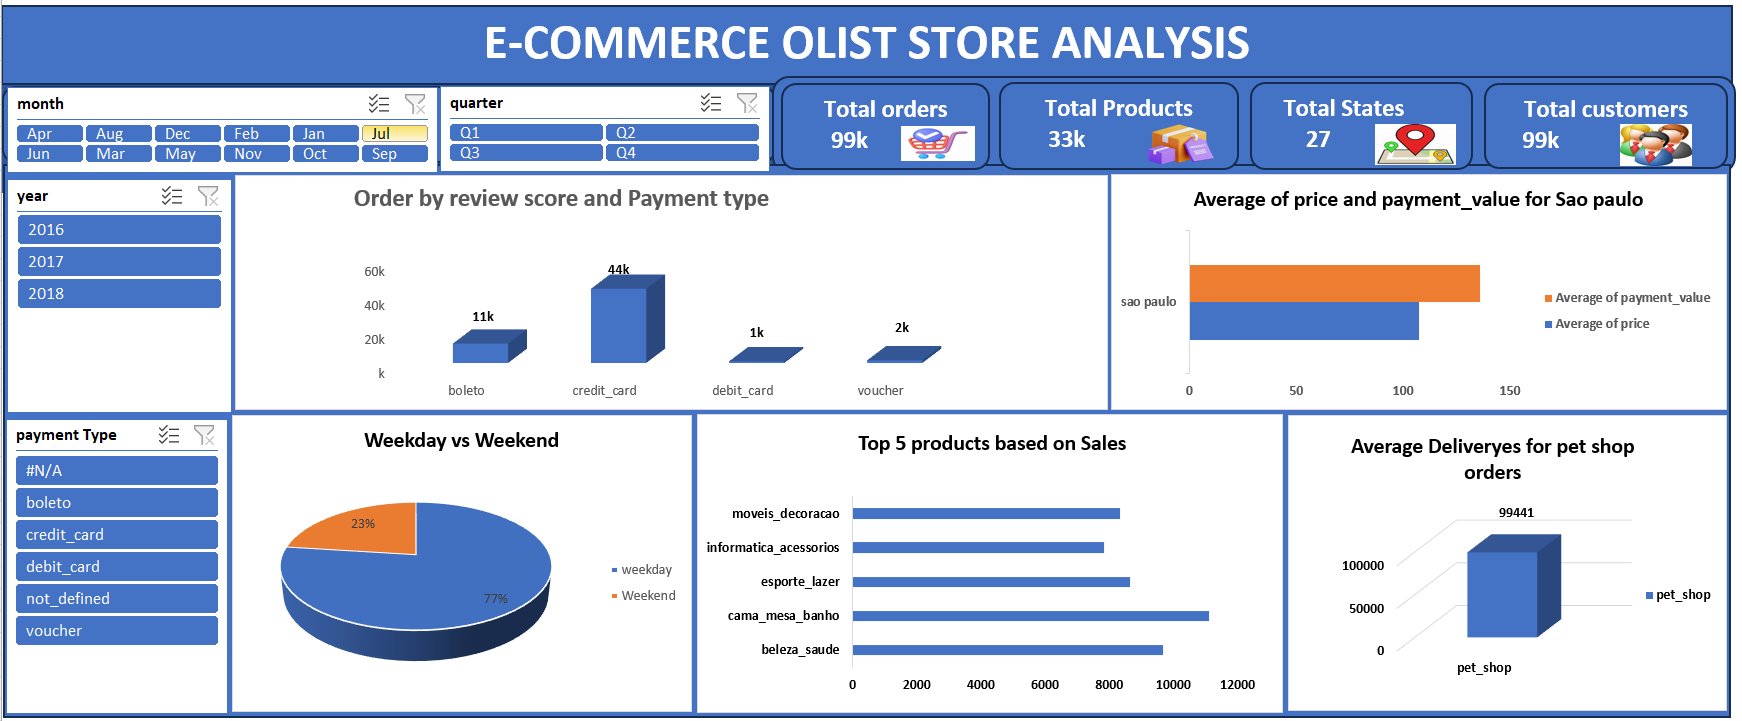 E-COMMERCE OLIST STORE ANALYSIS
month
Apr Aug Dec Feb Jan Jul
Jun Mar May Nov Oct Sep
quarter
Q1 Q2
Q3 Q4
Total orders
99k
Total Products
33k
Total States
27
Total customers
99k
year
2016
2017
2018
Order by review score and Payment type
60k
40k
20k
k
11k
44k
1k
2k
boleto credit_card debit_card voucher
Average of price and payment_value for Sao paulo
sao paulo
Average of payment_value
Average of price
0 50 100 150
payment Type
#N/A
boleto
credit_card
debit_card
not_defined
voucher
Weekday vs Weekend
23%
77%
weekday
Weekend
Top 5 products based on Sales
moveis_decoracao
informatica_acessorios
esporte_lazer
cama_mesa_banho
beleza_saude
0 2000 4000 6000 8000 10000 12000
Average Deliveryes for pet shop
orders
99441
100000
50000
0
pet_shop
pet_shop